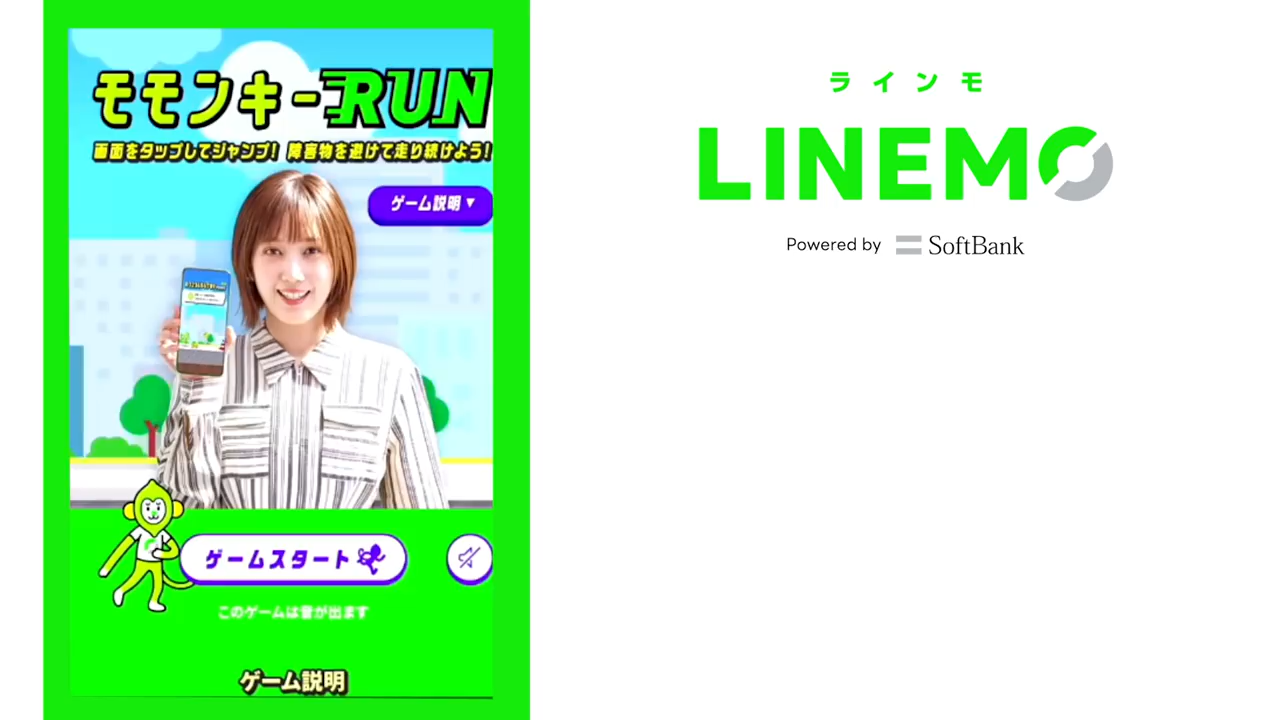 モモンキーRUN
画面をタップしてジャンプ! 障害物を避けて走り続けよう!
ゲーム説明▼
ゲームスタート
このゲームは音が出ます
ゲーム説明
ラインモ
LINEMO
Powered by SoftBank